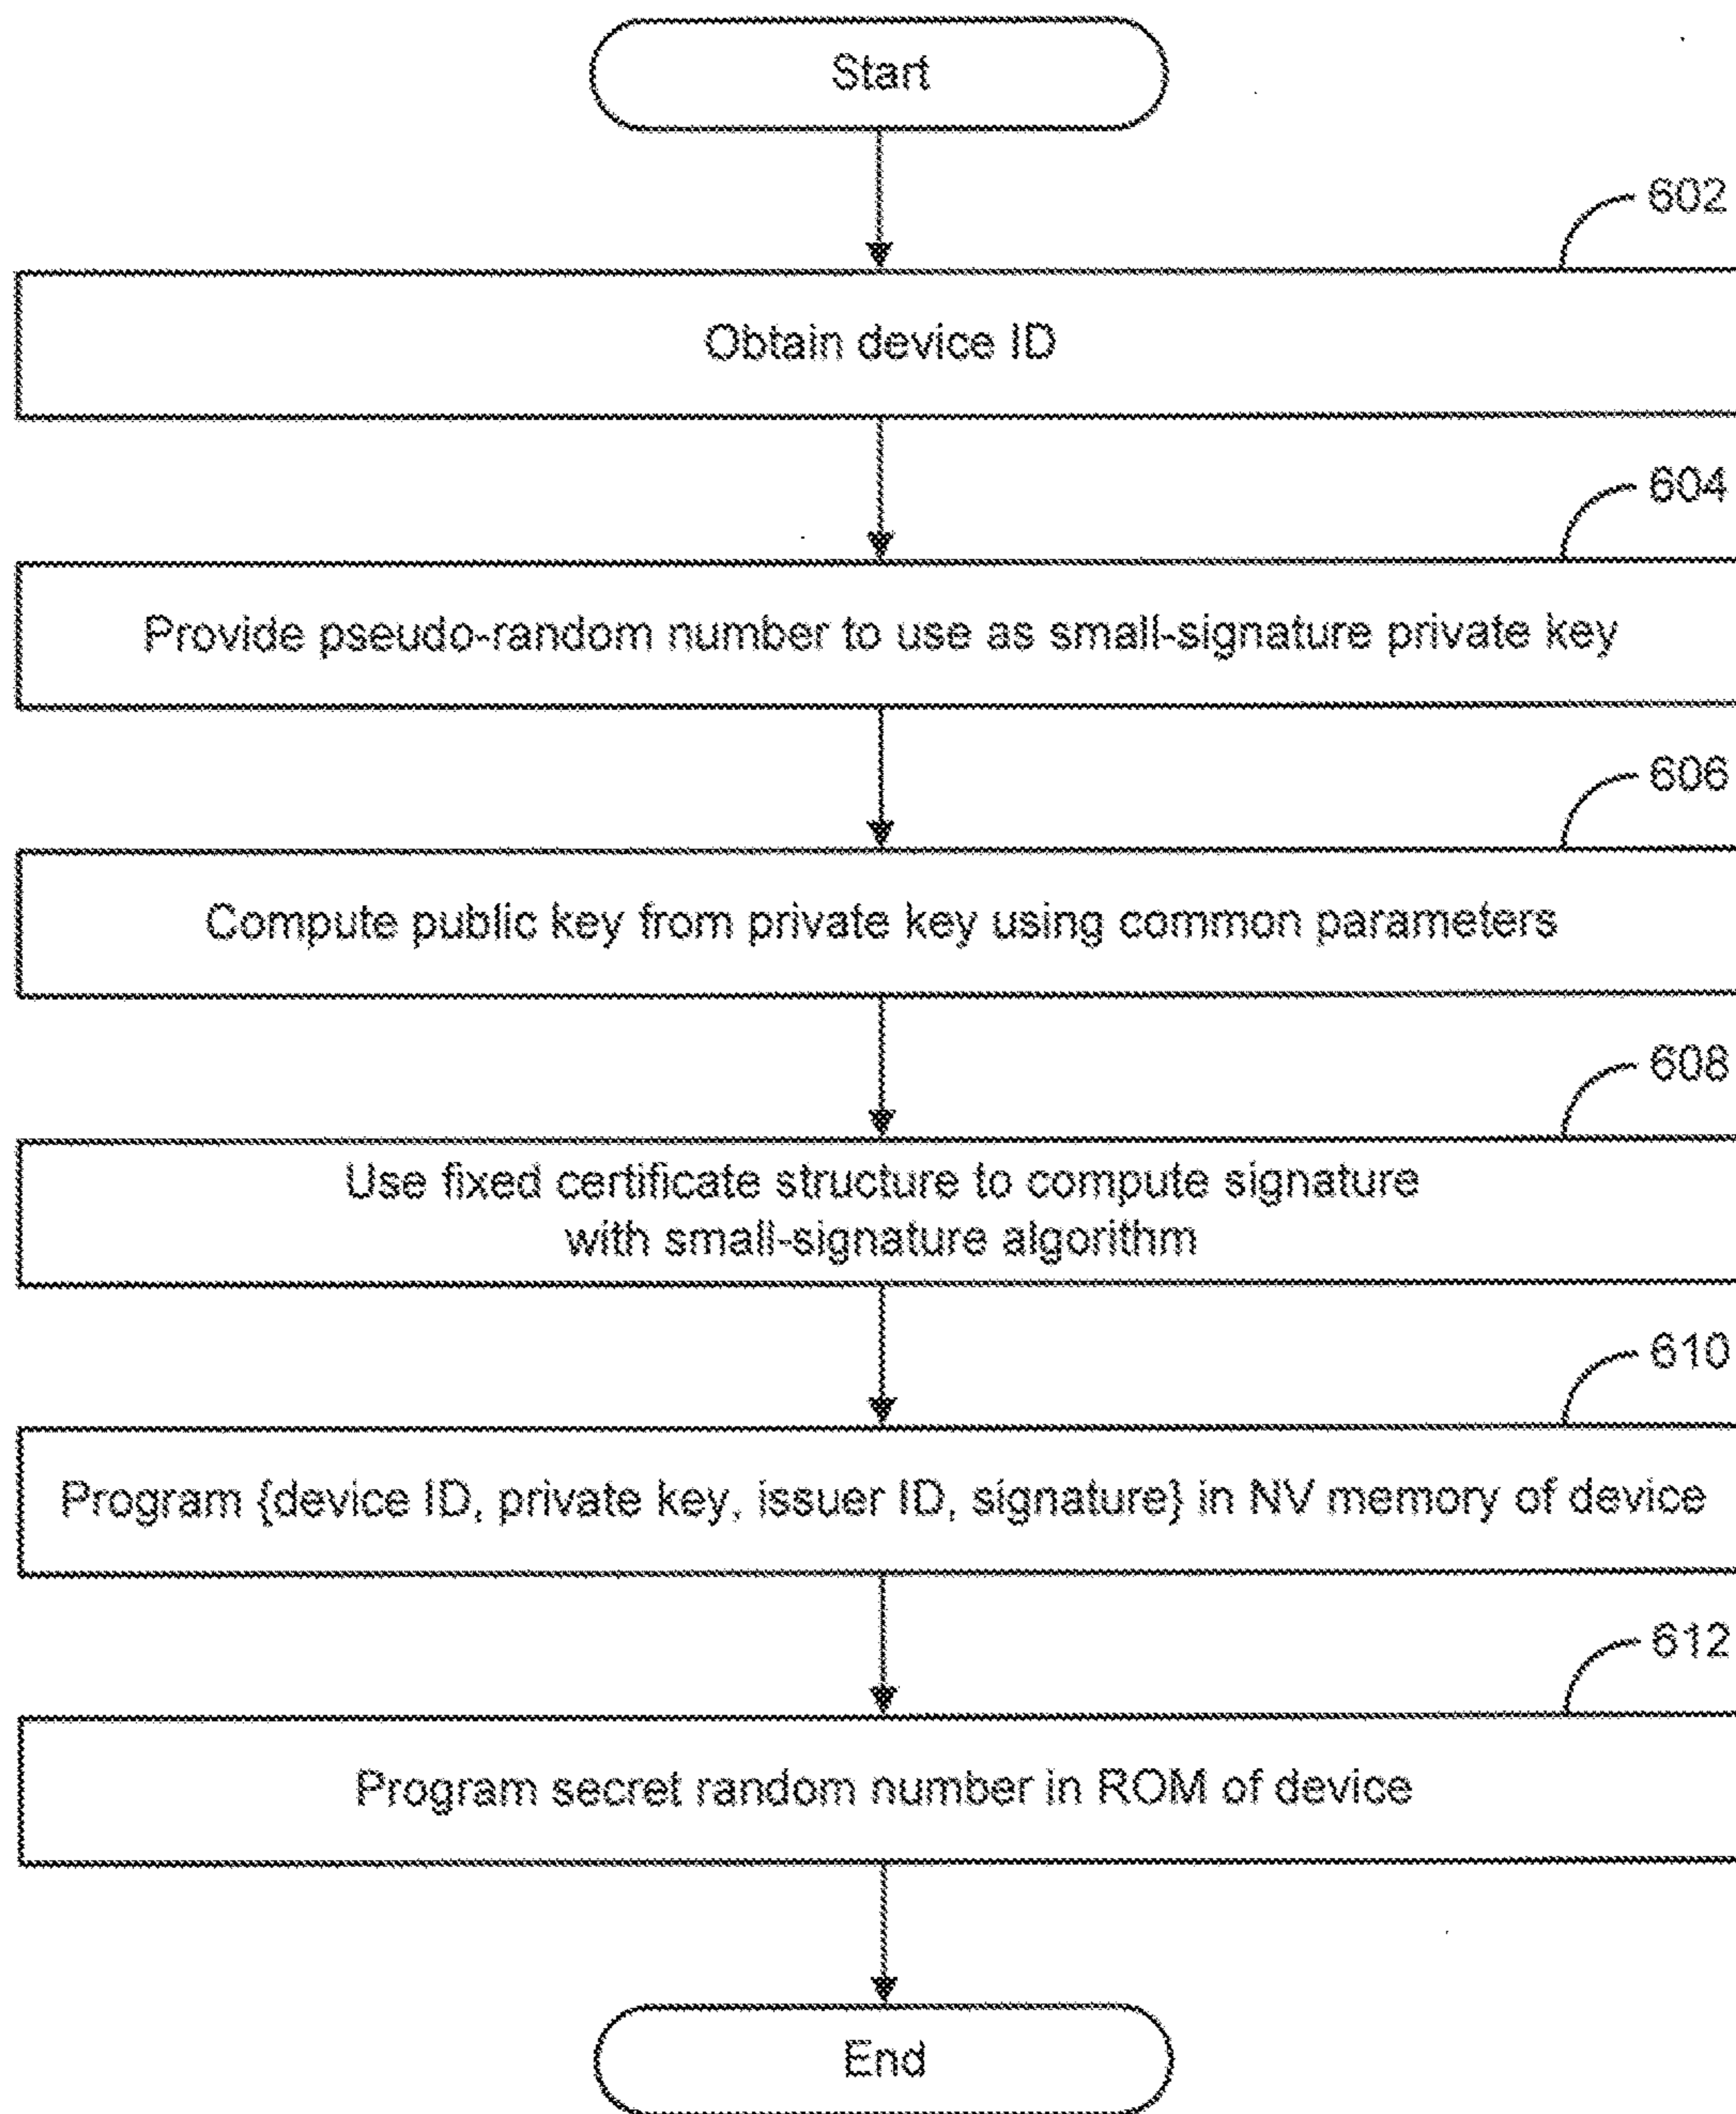 Start
602
Obtain device ID
604
Provide pseudo-random number to use as small-signature private key
606
Compute public key from private key using common parameters
608
Use fixed certificate structure to compute signature
with small-signature algorithm
610
Program {device ID, private key, issuer ID, signature} in NV memory of device
612
Program secret random number in ROM of device
End